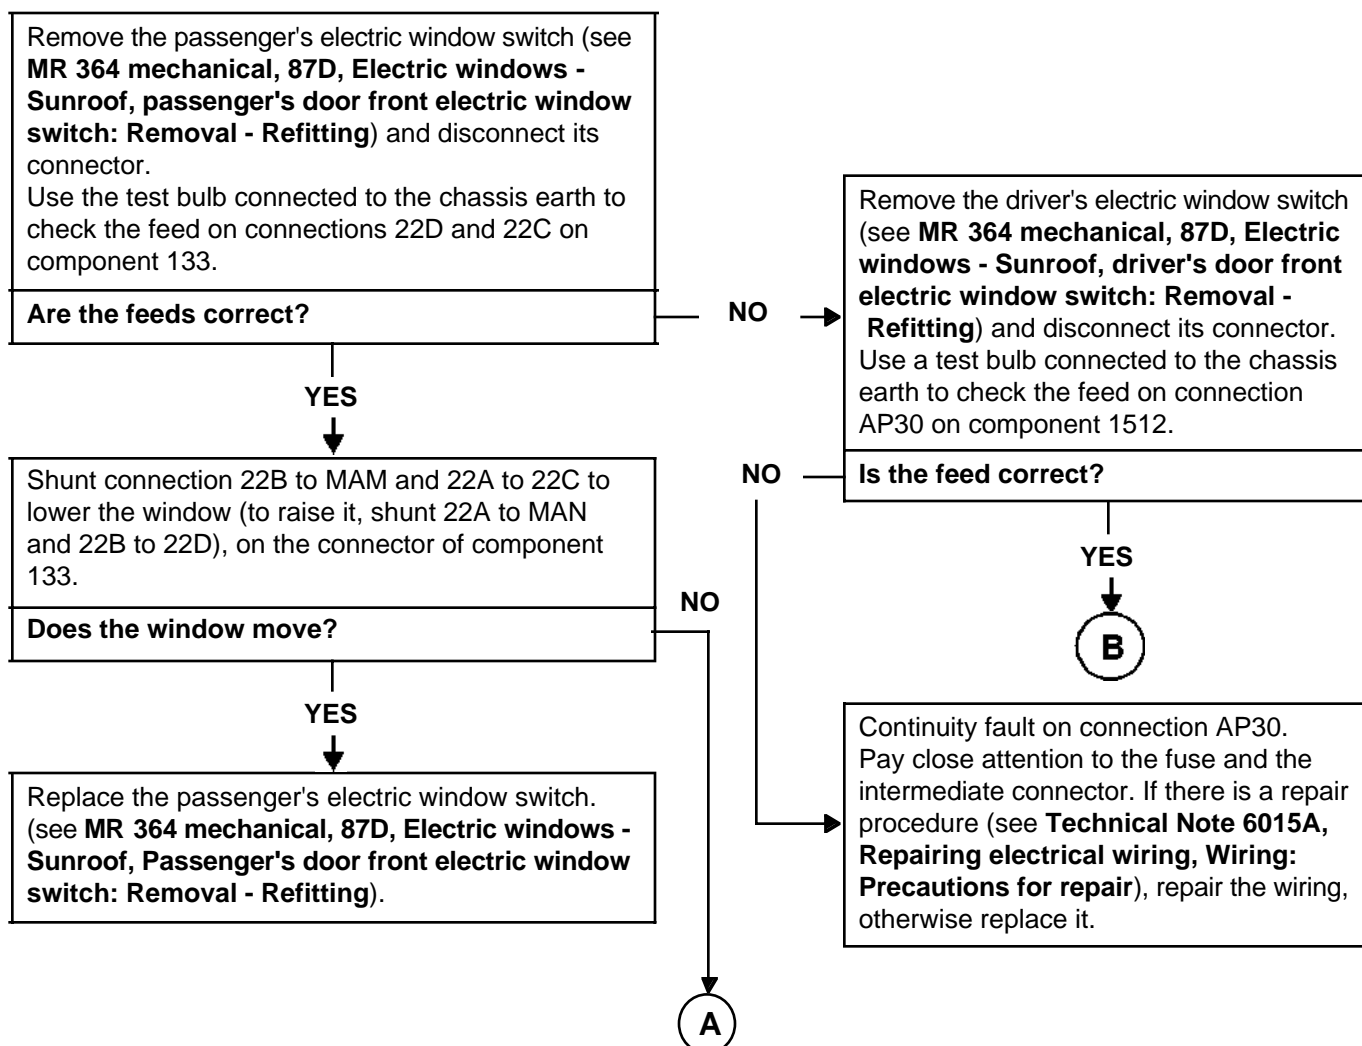 Remove the passenger's electric window switch (see
MR 364 mechanical, 87D, Electric windows -
Sunroof, passenger's door front electric window
switch: Removal - Refitting) and disconnect its
connector.
Use the test bulb connected to the chassis earth to
check the feed on connections 22D and 22C on
component 133.
Are the feeds correct?
NO
Remove the driver's electric window switch
(see MR 364 mechanical, 87D, Electric
windows - Sunroof, driver's door front
electric window switch: Removal -
Refitting) and disconnect its connector.
Use a test bulb connected to the chassis
earth to check the feed on connection
AP30 on component 1512.
Is the feed correct?
YES
Shunt connection 22B to MAM and 22A to 22C to
lower the window (to raise it, shunt 22A to MAN
and 22B to 22D), on the connector of component
133.
Does the window move?
NO
NO
YES
B
YES
Replace the passenger's electric window switch.
(see MR 364 mechanical, 87D, Electric windows -
Sunroof, Passenger's door front electric window
switch: Removal - Refitting).
Continuity fault on connection AP30.
Pay close attention to the fuse and the
intermediate connector. If there is a repair
procedure (see Technical Note 6015A,
Repairing electrical wiring, Wiring:
Precautions for repair), repair the wiring,
otherwise replace it.
A